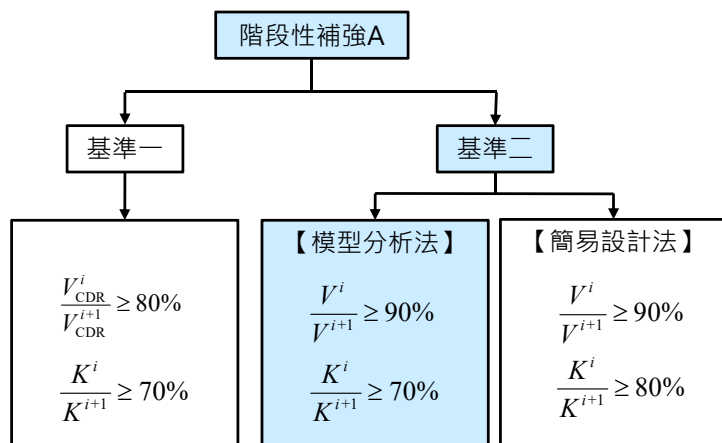 階段性補強A
基準一
基準二
V^i_CDR / V^{i+1}_CDR ≥ 80%
K^i / K^{i+1} ≥ 70%
【模型分析法】
V^i / V^{i+1} ≥ 90%
K^i / K^{i+1} ≥ 70%
【簡易設計法】
V^i / V^{i+1} ≥ 90%
K^i / K^{i+1} ≥ 80%